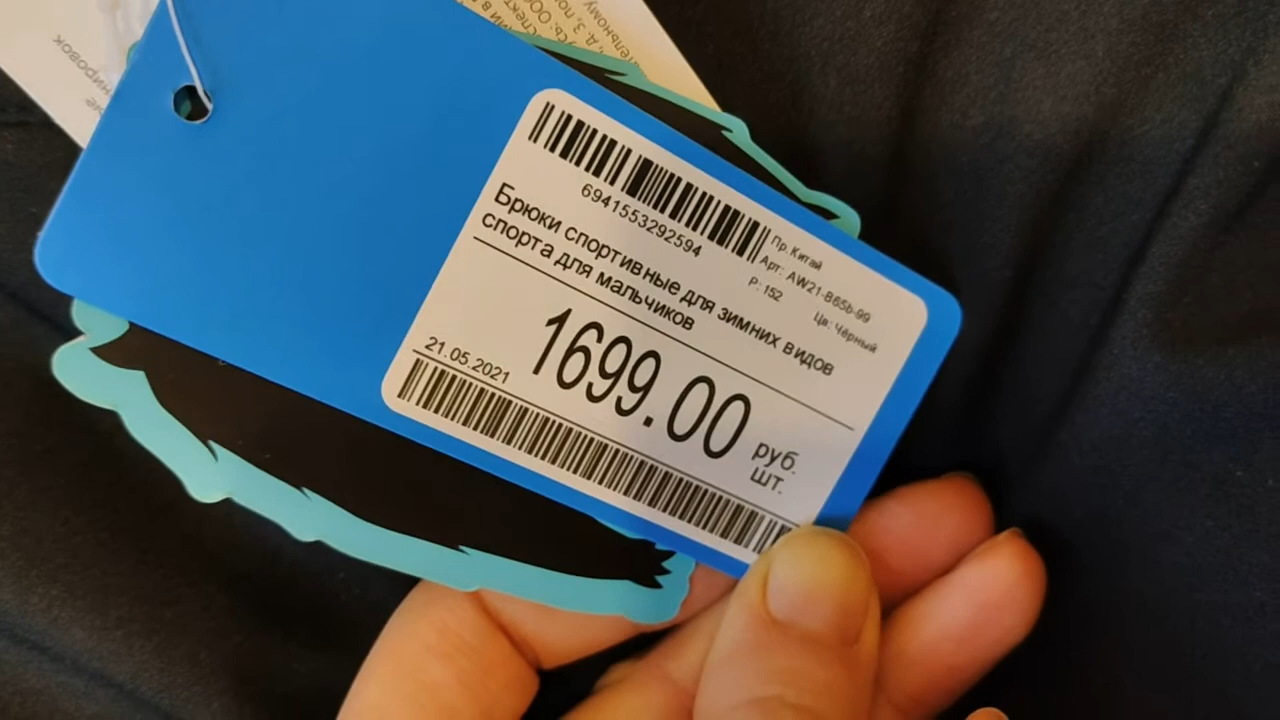 6941553292594
Пр. Китай
Арт: AW21-B65b-99
Р: 152
Цв: Чёрный
Брюки спортивные для зимних видов
спорта для мальчиков
1699.00
руб.
шт.
21.05.2021